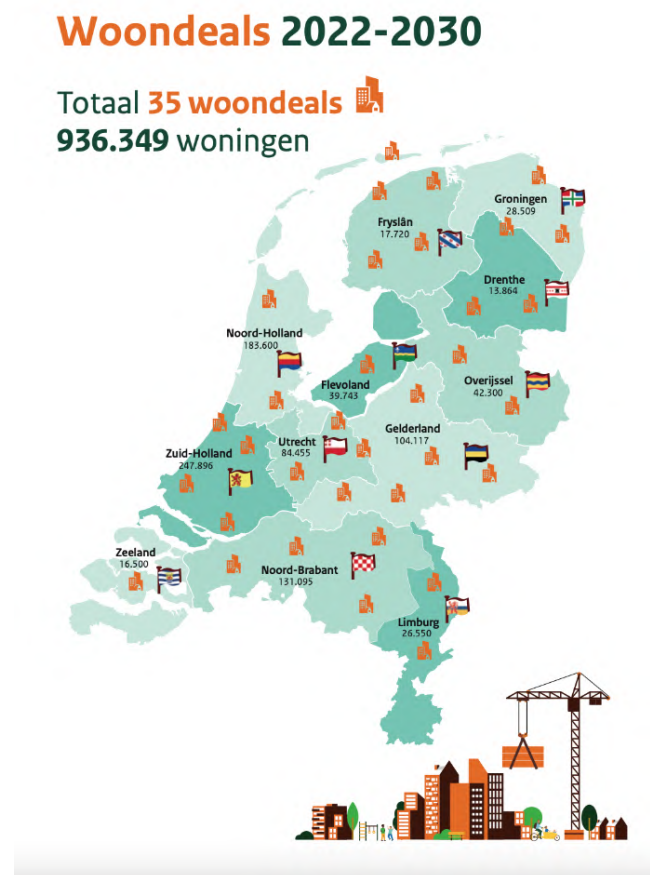 Woondeals 2022-2030
Totaal 35 woondeals
936.349 woningen
Groningen
28.509
Fryslân
17.720
Drenthe
13.864
Noord-Holland
183.600
Flevoland
39.743
Overijssel
42.300
Gelderland
104.117
Utrecht
84.455
Zuid-Holland
247.896
Zeeland
16.500
Noord-Brabant
131.095
Limburg
26.550